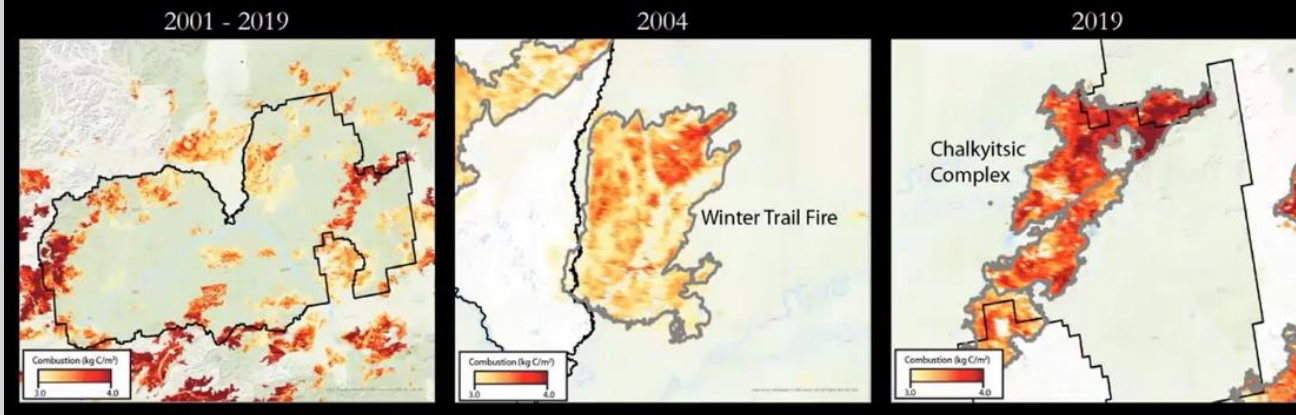 2001 - 2019
2004
2019
Winter Trail Fire
Chalkyitsic
Complex
Combustion (kg C/m²)
3.0 4.0
Combustion (kg C/m²)
3.0 4.0
Combustion (kg C/m²)
3.0 4.0